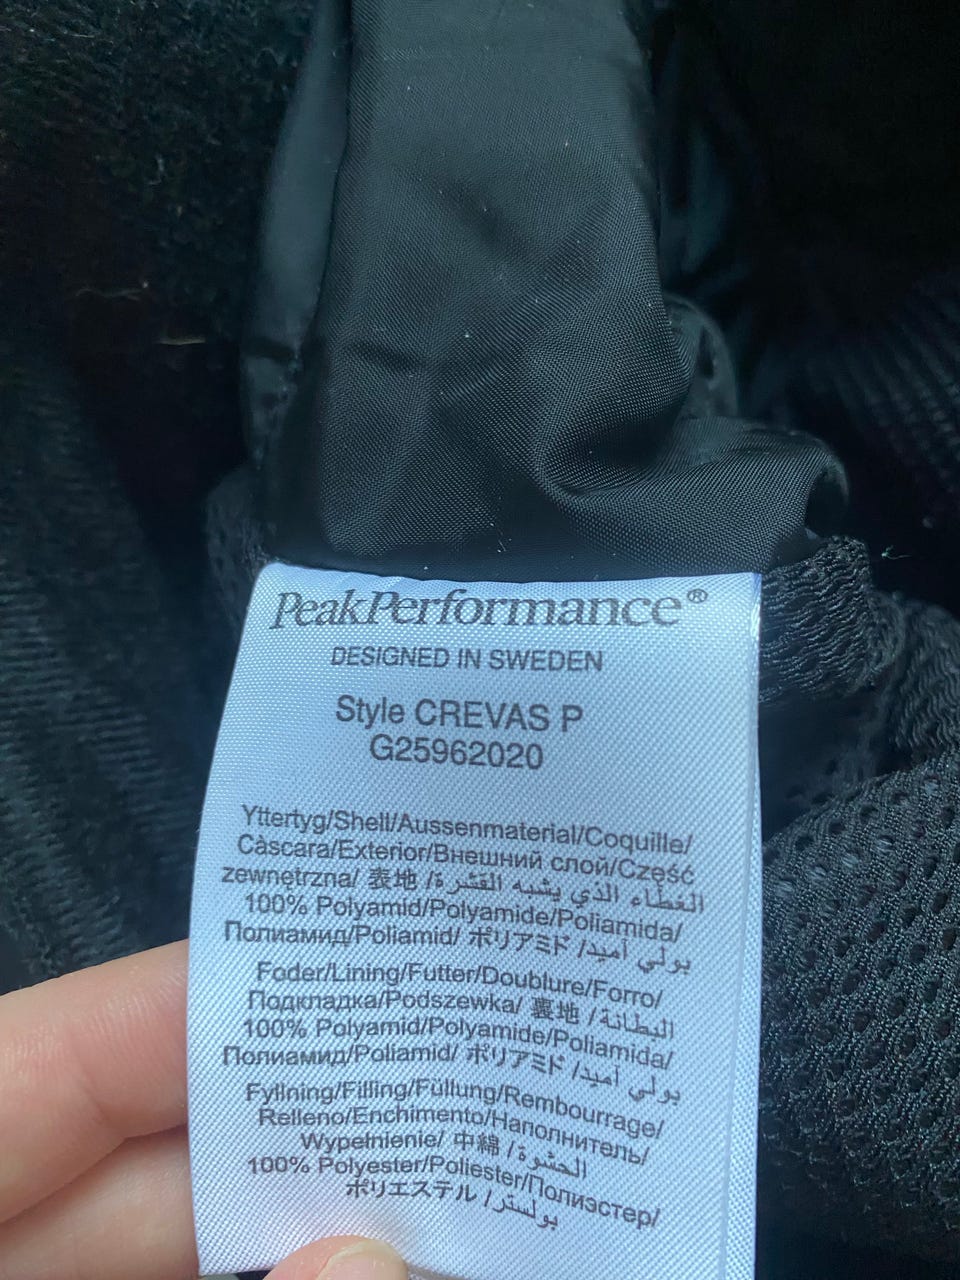 PeakPerformance®
DESIGNED IN SWEDEN
Style CREVAS P
G25962020
Yttertyg/Shell/Aussenmaterial/Coquille/
Càscara/Exterior/Внешний слой/Część
zewnętrzna/ 表地 /الغطاء الذي يشبه القشرة
100% Polyamid/Polyamide/Poliamida/
Полиамид/Poliamid/ ポリアミド /بولي أميد
Foder/Lining/Futter/Doublure/Forro/
Подкладка/Podszewka/ 裏地 /البطانة
100% Polyamid/Polyamide/Poliamida/
Полиамид/Poliamid/ ポリアミド /بولي أميد
Fyllning/Filling/Füllung/Rembourrage/
Relleno/Enchimento/Наполнитель/
Wypełnienie/ 中綿 /الحشوة
100% Polyester/Poliester/Полиэстер/
ポリエステル /بولستر